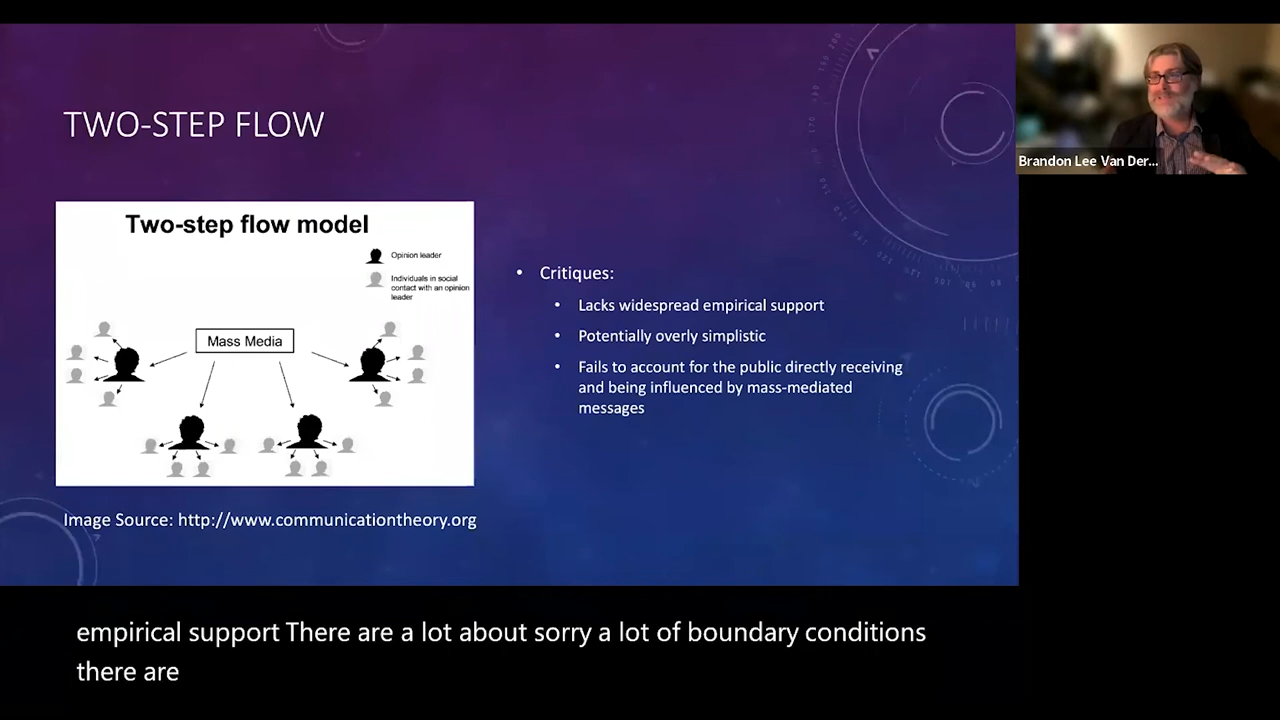 TWO-STEP FLOW
Two-step flow model
Opinion leader
Individuals in social
contact with an opinion
leader
Mass Media
Image Source: http://www.communicationtheory.org
• Critiques:
• Lacks widespread empirical support
• Potentially overly simplistic
• Fails to account for the public directly receiving
and being influenced by mass-mediated
messages
Brandon Lee Van Der...
empirical support There are a lot about sorry a lot of boundary conditions
there are